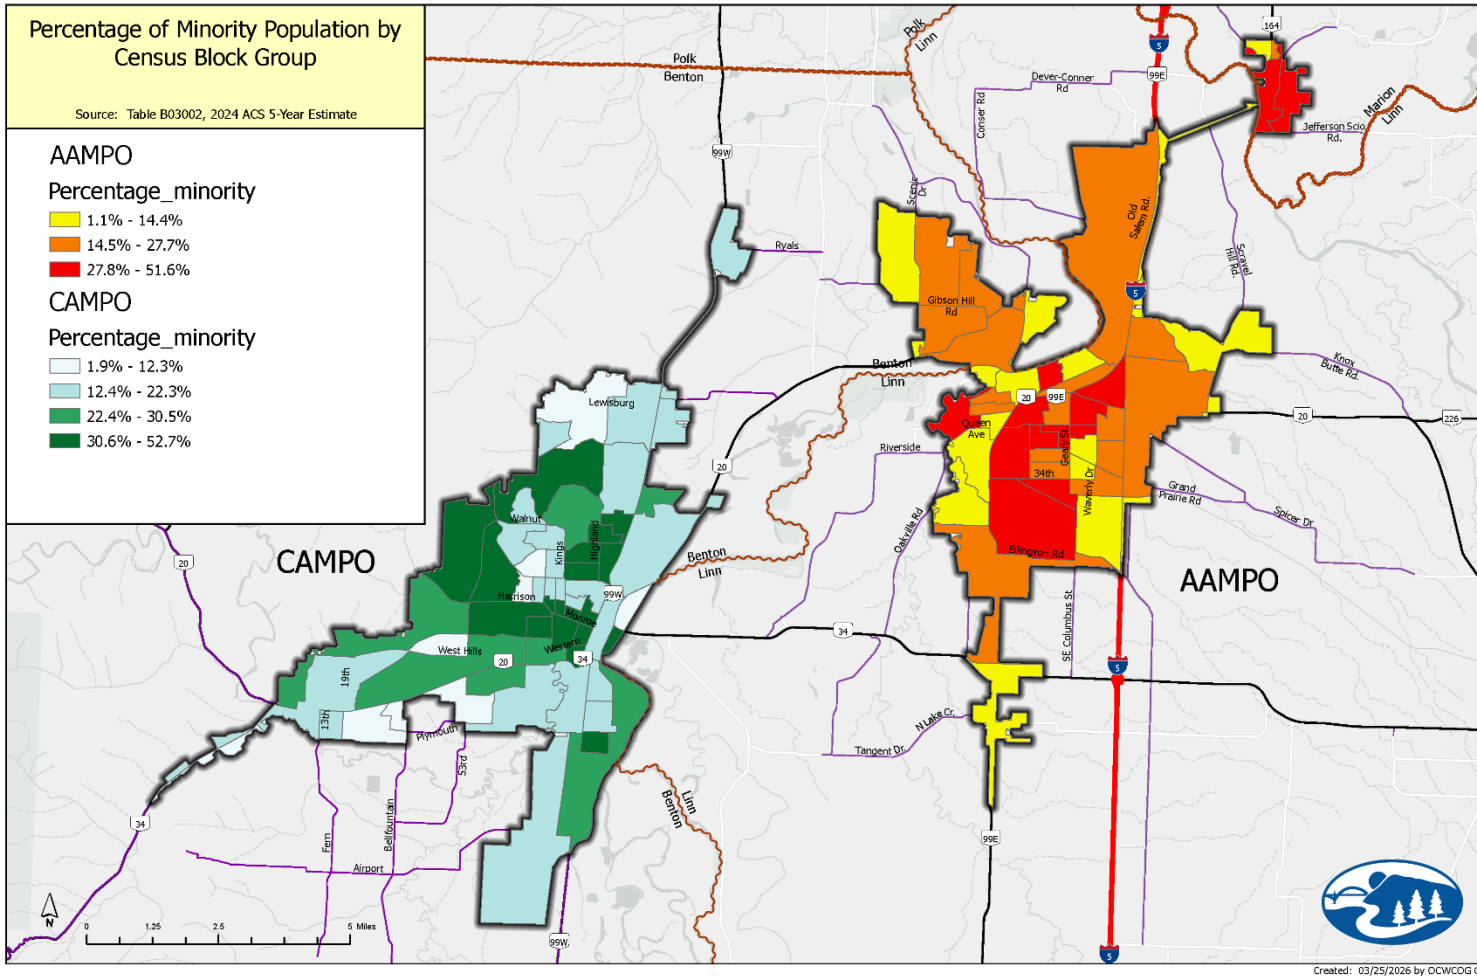 Percentage of Minority Population by
Census Block Group
Source: Table B03002, 2024 ACS 5-Year Estimate
AAMPO
Percentage_minority
1.1% - 14.4%
14.5% - 27.7%
27.8% - 51.6%
CAMPO
Percentage_minority
1.9% - 12.3%
12.4% - 22.3%
22.4% - 30.5%
30.6% - 52.7%
Polk
Benton
Polk
Linn
5
99E
164
Dever-Conner
Rd
Conser Rd
Marion
Linn
Jefferson Scio
Rd.
99W
Scenic
Dr
Old
Salem Rd.
Scravel
Hill Rd.
Ryals
5
Gibson Hill
Rd
Knox
Butte Rd.
Benton
Linn
Lewisburg
20
99E
20
226
Queen
Ave
Geary St
Riverside
34th
Waverly Dr
20
Grand
Prairie Rd
Spicer Dr
Oakville Rd
Walnut
Kings
Highland
Ellingson Rd
CAMPO
20
Benton
Linn
AAMPO
Harrison
99W
Monroe
SE Columbus St
34
Western
West Hills
20
34
5
19th
13th
N Lake Cr.
Plymouth
Tangent Dr.
53rd
Linn
Benton
34
Fern
Bellfountain
99E
Airport
N
0
1.25
2.5
5 Miles
99W
5
Created: 03/25/2026 by OCWCOG